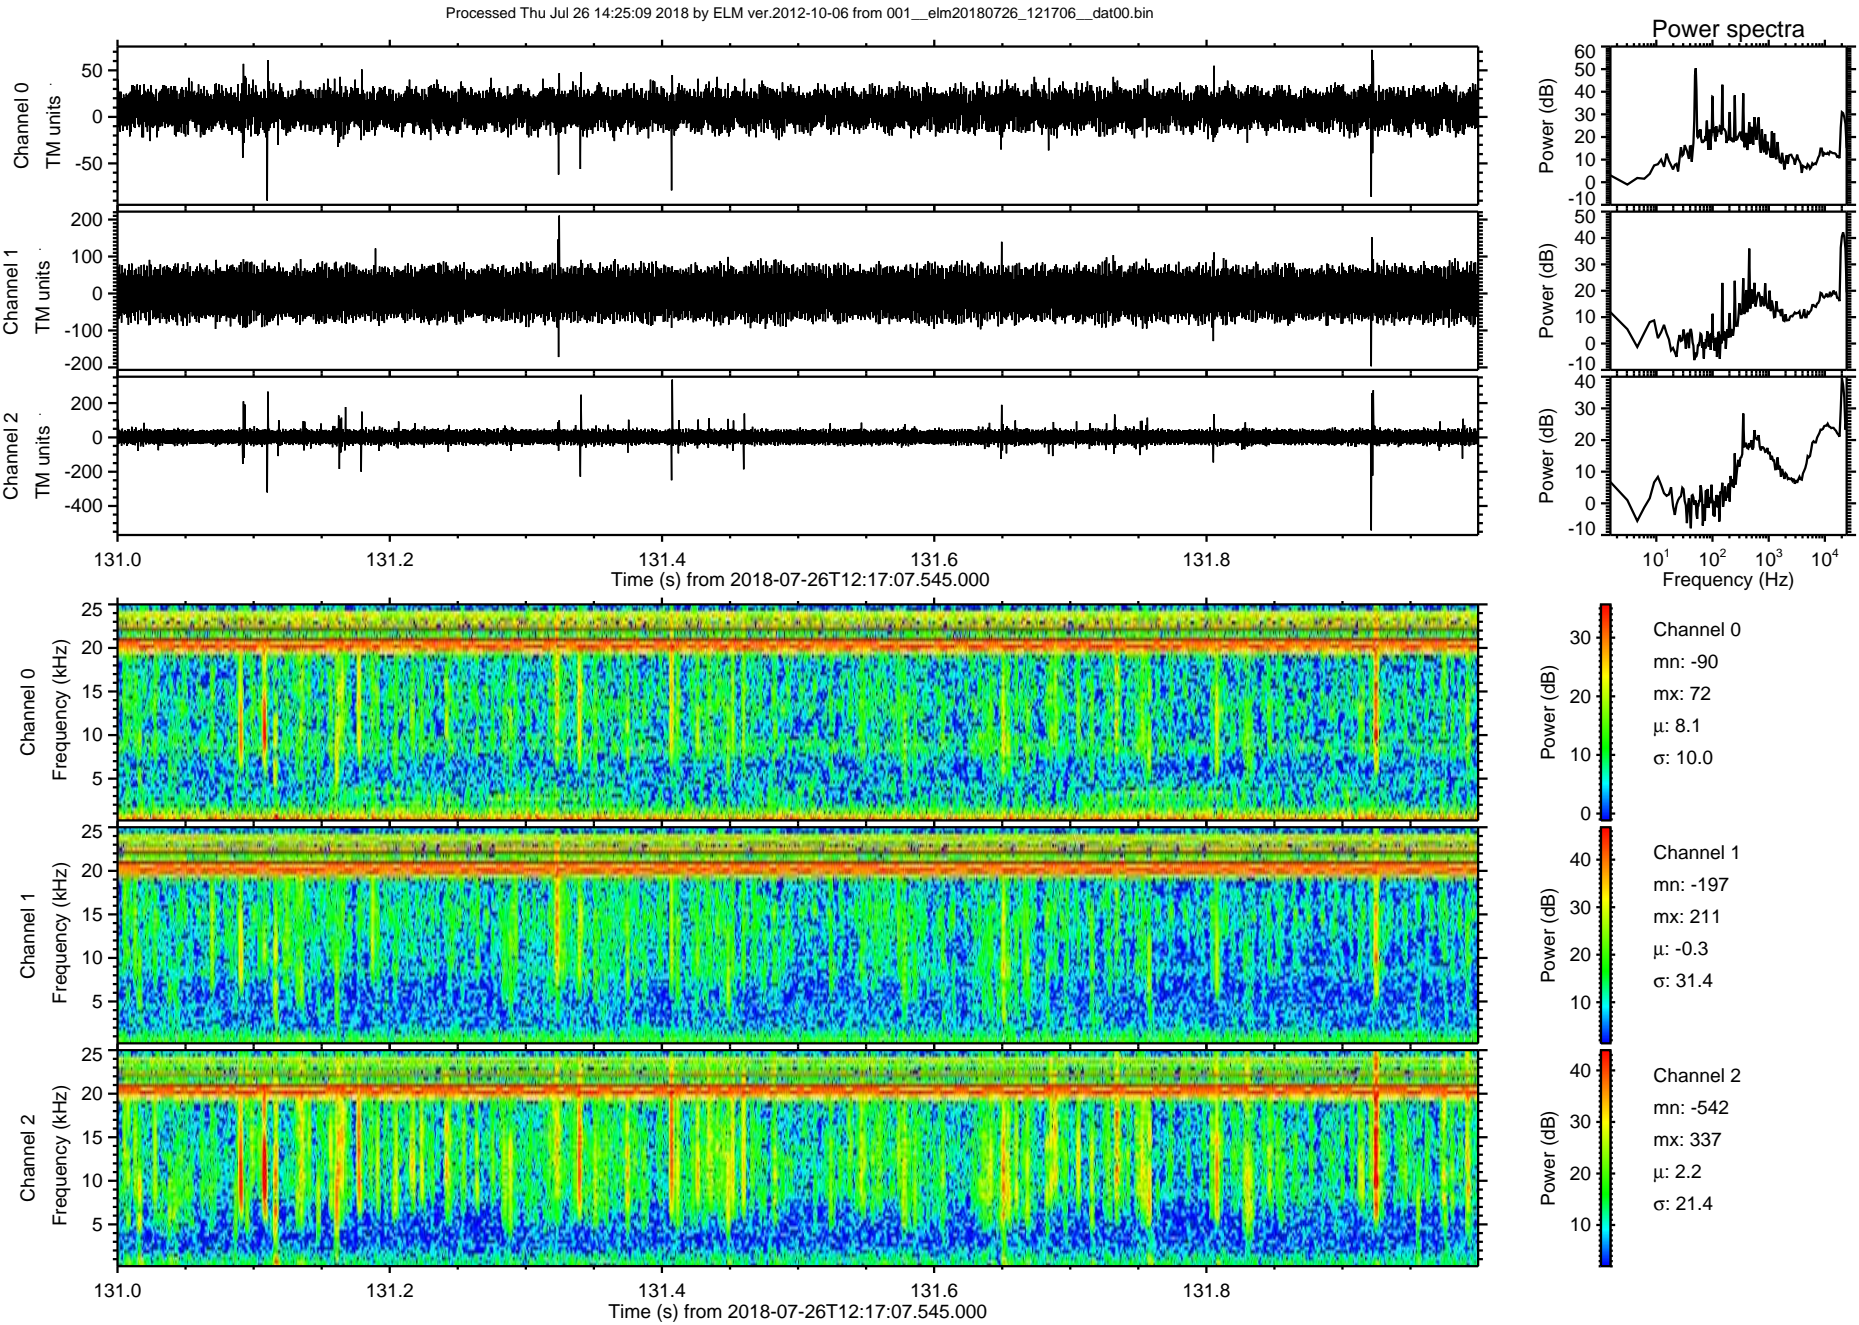 Processed Thu Jul 26 14:25:09 2018 by ELM ver.2012-10-06 from 001__elm20180726_121706__dat00.bin
Power spectra
Channel 0
TM units
50
0
-50
Power (dB)
60
50
40
30
20
10
0
-10
Channel 1
TM units
200
100
0
-100
-200
Power (dB)
50
40
30
20
10
0
-10
Channel 2
TM units
200
0
-200
-400
Power (dB)
40
30
20
10
0
-10
131.0 131.2 131.4 131.6 131.8
Time (s) from 2018-07-26T12:17:07.545.000
10^1 10^2 10^3 10^4
Frequency (Hz)
Channel 0
Frequency (kHz)
25
20
15
10
5
Power (dB)
30
20
10
0
Channel 0
mn: -90
mx: 72
μ: 8.1
σ: 10.0
Channel 1
Frequency (kHz)
25
20
15
10
5
Power (dB)
40
30
20
10
Channel 1
mn: -197
mx: 211
μ: -0.3
σ: 31.4
Channel 2
Frequency (kHz)
25
20
15
10
5
Power (dB)
40
30
20
10
Channel 2
mn: -542
mx: 337
μ: 2.2
σ: 21.4
131.0 131.2 131.4 131.6 131.8
Time (s) from 2018-07-26T12:17:07.545.000